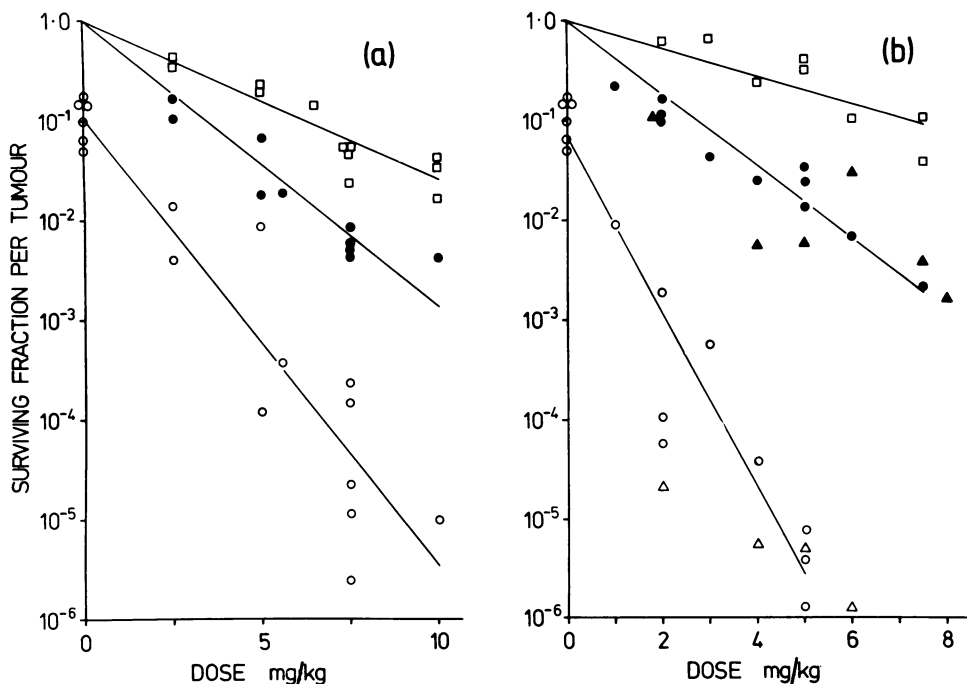 SURVIVING FRACTION PER TUMOUR
(a)
1·0
10⁻¹
10⁻²
10⁻³
10⁻⁴
10⁻⁵
10⁻⁶
0 5 10
DOSE mg/kg
(b)
1·0
10⁻¹
10⁻²
10⁻³
10⁻⁴
10⁻⁵
10⁻⁶
0 2 4 6 8
DOSE mg/kg